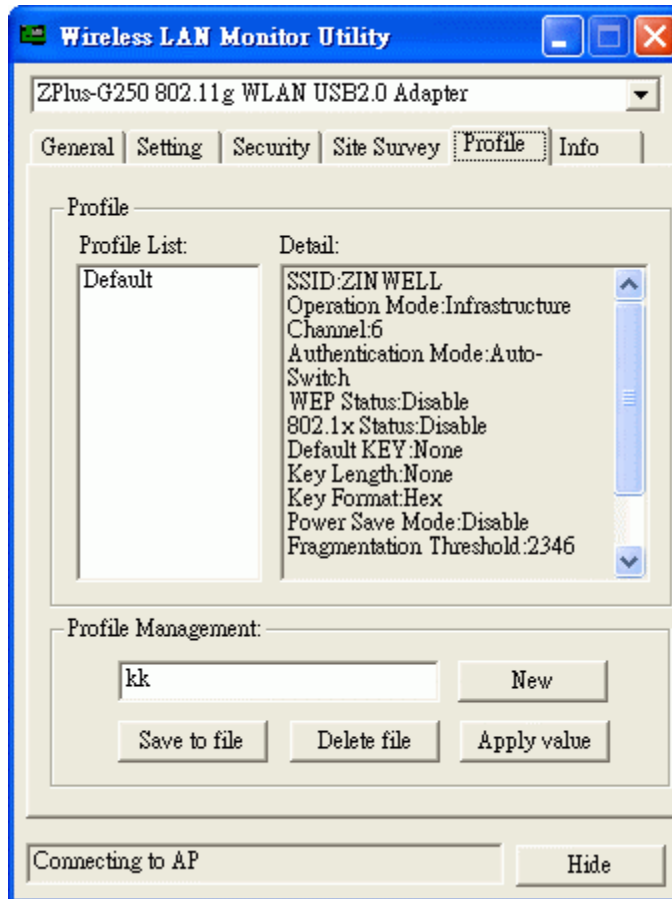 Wireless LAN Monitor Utility
ZPlus-G250 802.11g WLAN USB2.0 Adapter
General Setting Security Site Survey Profile Info
Profile
Profile List:
Default
Detail:
SSID:ZINWELL
Operation Mode:Infrastructure
Channel:6
Authentication Mode:Auto-
Switch
WEP Status:Disable
802.1x Status:Disable
Default KEY:None
Key Length:None
Key Format:Hex
Power Save Mode:Disable
Fragmentation Threshold:2346
Profile Management:
kk
New
Save to file Delete file Apply value
Connecting to AP
Hide